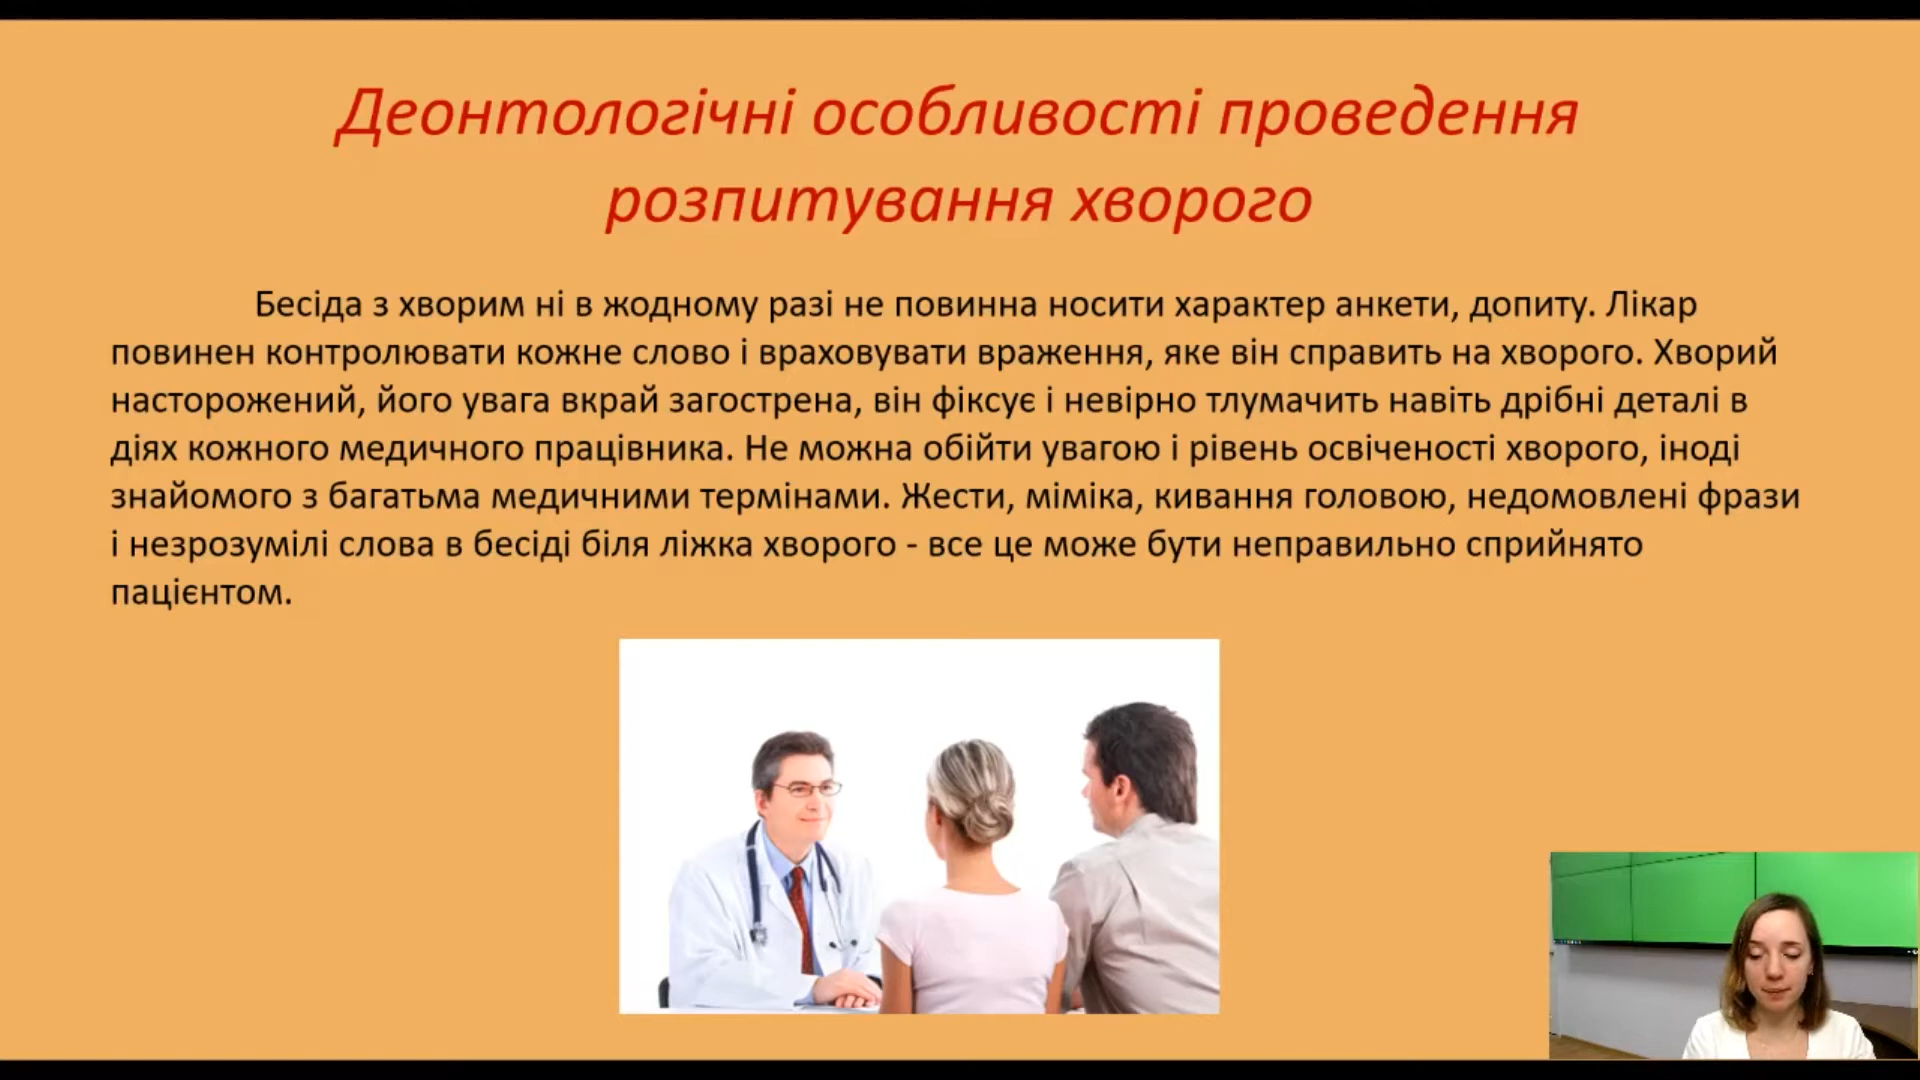 Деонтологічні особливості проведення
розпитування хворого
Бесіда з хворим ні в жодному разі не повинна носити характер анкети, допиту. Лікар
повинен контролювати кожне слово і враховувати враження, яке він справить на хворого. Хворий
насторожений, його увага вкрай загострена, він фіксує і невірно тлумачить навіть дрібні деталі в
діях кожного медичного працівника. Не можна обійти увагою і рівень освіченості хворого, іноді
знайомого з багатьма медичними термінами. Жести, міміка, кивання головою, недомовлені фрази
і незрозумілі слова в бесіді біля ліжка хворого - все це може бути неправильно сприйнято
пацієнтом.